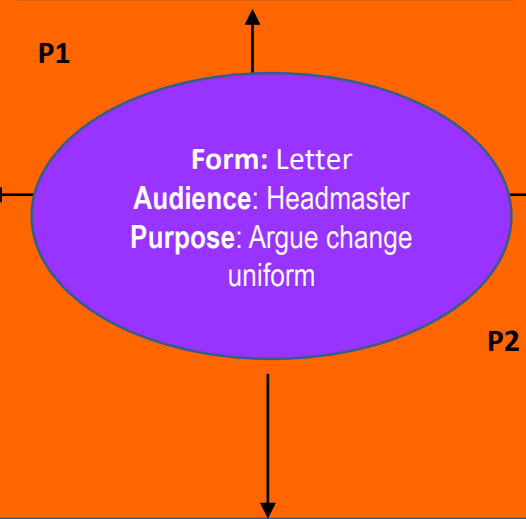 P1
Form: Letter
Audience: Headmaster
Purpose: Argue change
uniform
P2